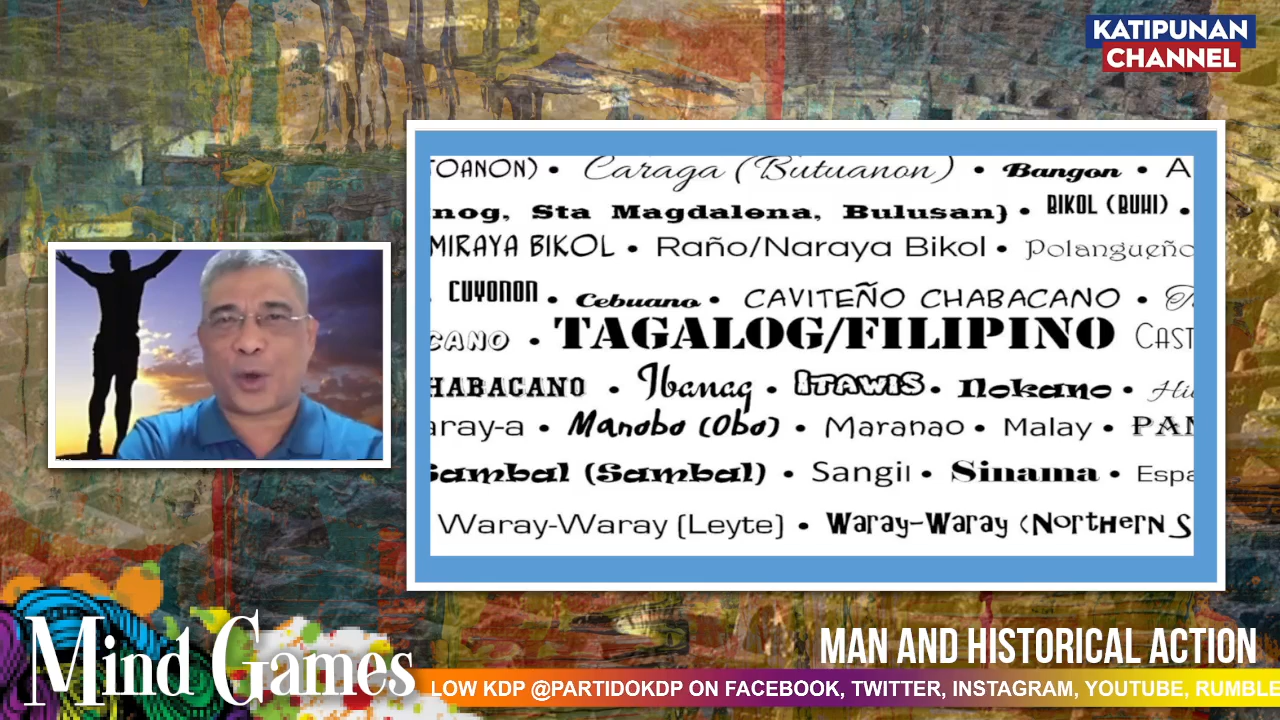 KATIPUNAN
CHANNEL
TOANON) • Caraga (Butuanon) • Bangon • A
nog, Sta Magdalena, Bulusan} • BIKOL (BUHI) •
MIRAYA BIKOL • Raño/Naraya Bikol • Polangueño
• CUYONON • Cebuano • CAVITEÑO CHABACANO •
CANO • TAGALOG/FILIPINO CAST
HABACANO • Ibanag • ITAWIS • Ilokano • Hi
aray-a • Manobo (Obo) • Maranao • Malay • PAN
Sambal (Sambal) • Sangil • Sinama • Espa
Waray-Waray (Leyte) • Waray-Waray (Northern S
Mind Games
MAN AND HISTORICAL ACTION
LOW KDP @PARTIDOKDP ON FACEBOOK, TWITTER, INSTAGRAM, YOUTUBE, RUMBLE